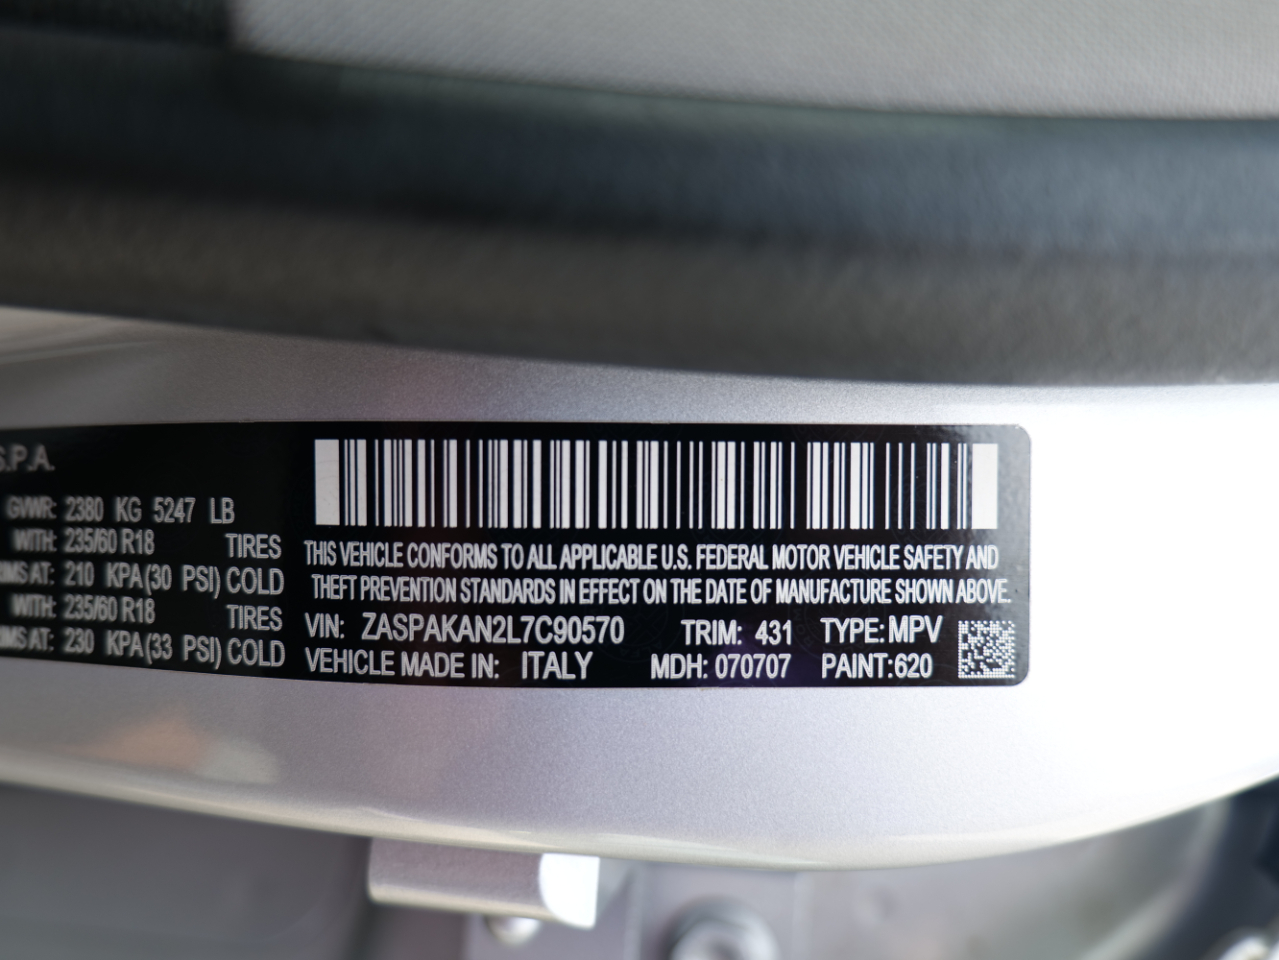 S.P.A.
GVWR: 2380 KG 5247 LB
WITH: 235/60 R18 TIRES
AT: 210 KPA(30 PSI) COLD
WITH: 235/60 R18 TIRES
AT: 230 KPA(33 PSI) COLD
THIS VEHICLE CONFORMS TO ALL APPLICABLE U.S. FEDERAL MOTOR VEHICLE SAFETY AND
THEFT PREVENTION STANDARDS IN EFFECT ON THE DATE OF MANUFACTURE SHOWN ABOVE.
VIN: ZASPAKAN2L7C90570 TRIM: 431 TYPE: MPV
VEHICLE MADE IN: ITALY MDH: 070707 PAINT: 620